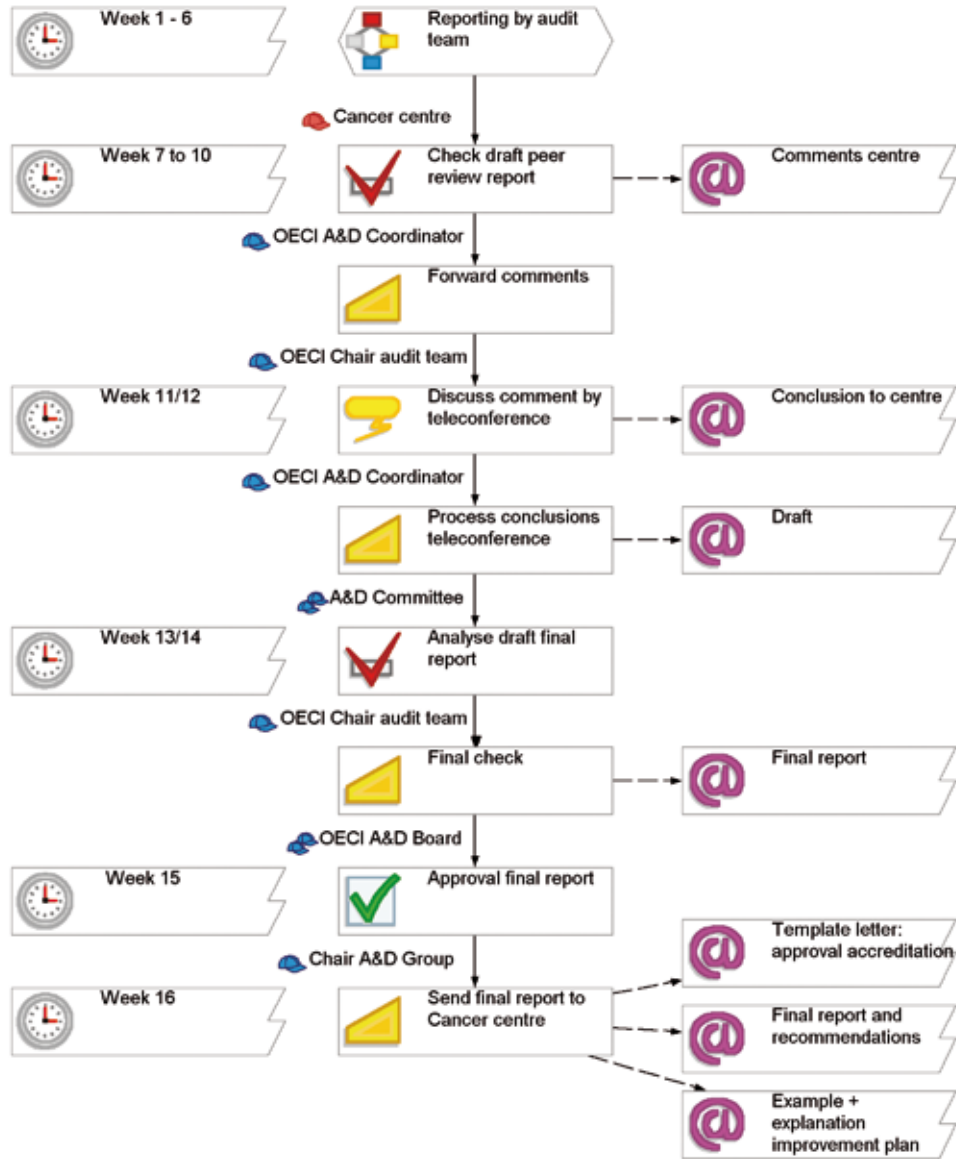 Week 1 - 6
Reporting by audit
team
Cancer centre
Week 7 to 10
Check draft peer
review report
Comments centre
OECI A&D Coordinator
Forward comments
OECI Chair audit team
Week 11/12
Discuss comment by
teleconference
Conclusion to centre
OECI A&D Coordinator
Process conclusions
teleconference
Draft
A&D Committee
Week 13/14
Analyse draft final
report
OECI Chair audit team
Final check
Final report
OECI A&D Board
Week 15
Approval final report
Chair A&D Group
Week 16
Send final report to
Cancer centre
Template letter:
approval accreditation
Final report and
recommendations
Example +
explanation
improvement plan